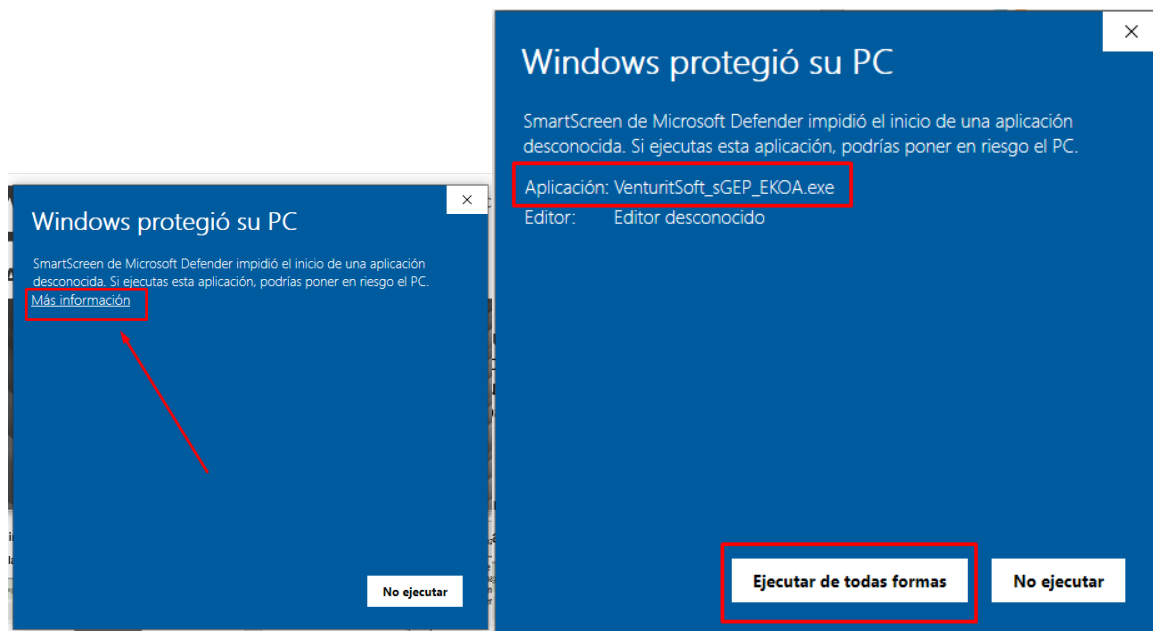 Windows protegió su PC
SmartScreen de Microsoft Defender impidió el inicio de una aplicación
desconocida. Si ejecutas esta aplicación, podrías poner en riesgo el PC.
Más información
No ejecutar
Windows protegió su PC
SmartScreen de Microsoft Defender impidió el inicio de una aplicación
desconocida. Si ejecutas esta aplicación, podrías poner en riesgo el PC.
Aplicación: VenturitSoft_sGEP_EKOA.exe
Editor: Editor desconocido
Ejecutar de todas formas
No ejecutar